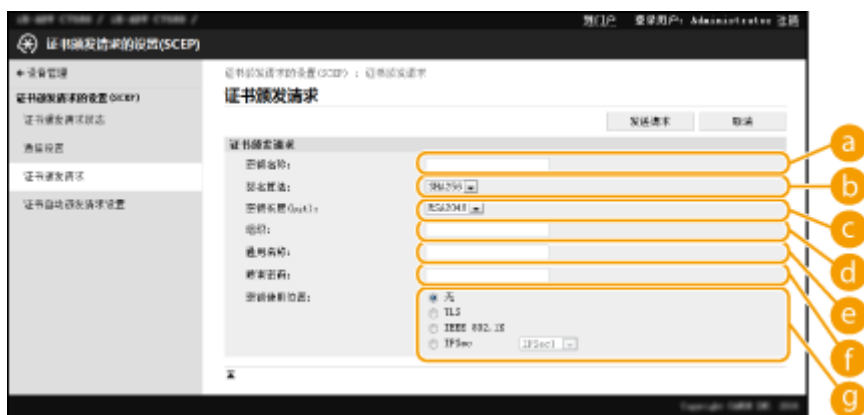 到门户 登录用户: Administrator 注销
证书颁发请求的设置(SCEP)
设备管理
证书颁发请求的设置(SCEP) : 证书颁发请求
证书颁发请求的设置(SCEP)
证书颁发请求
证书颁发请求状态
发送请求 取消
通信设置
证书颁发请求
证书颁发请求
证书自动颁发请求设置
密钥名称: a
签名算法: SHA256 b
密钥长度(bit): RSA2048 c
组织: d
通用名称: e
质询密码: f
密钥使用位置: 无 g
TLS
IEEE 802.1X
IPSec IPSec1